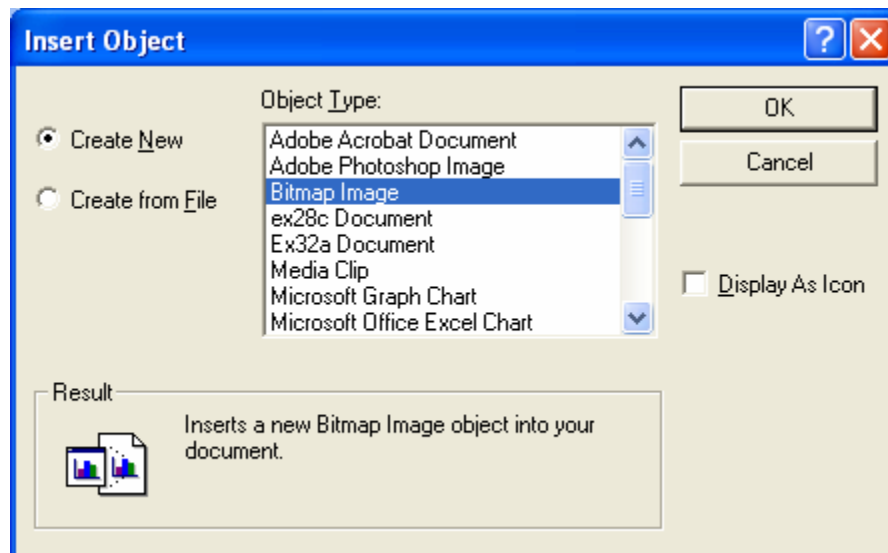 Insert Object
Object Type:
Create New
Create from File
Adobe Acrobat Document
Adobe Photoshop Image
Bitmap Image
ex28c Document
Ex32a Document
Media Clip
Microsoft Graph Chart
Microsoft Office Excel Chart
OK
Cancel
Display As Icon
Result
Inserts a new Bitmap Image object into your
document.